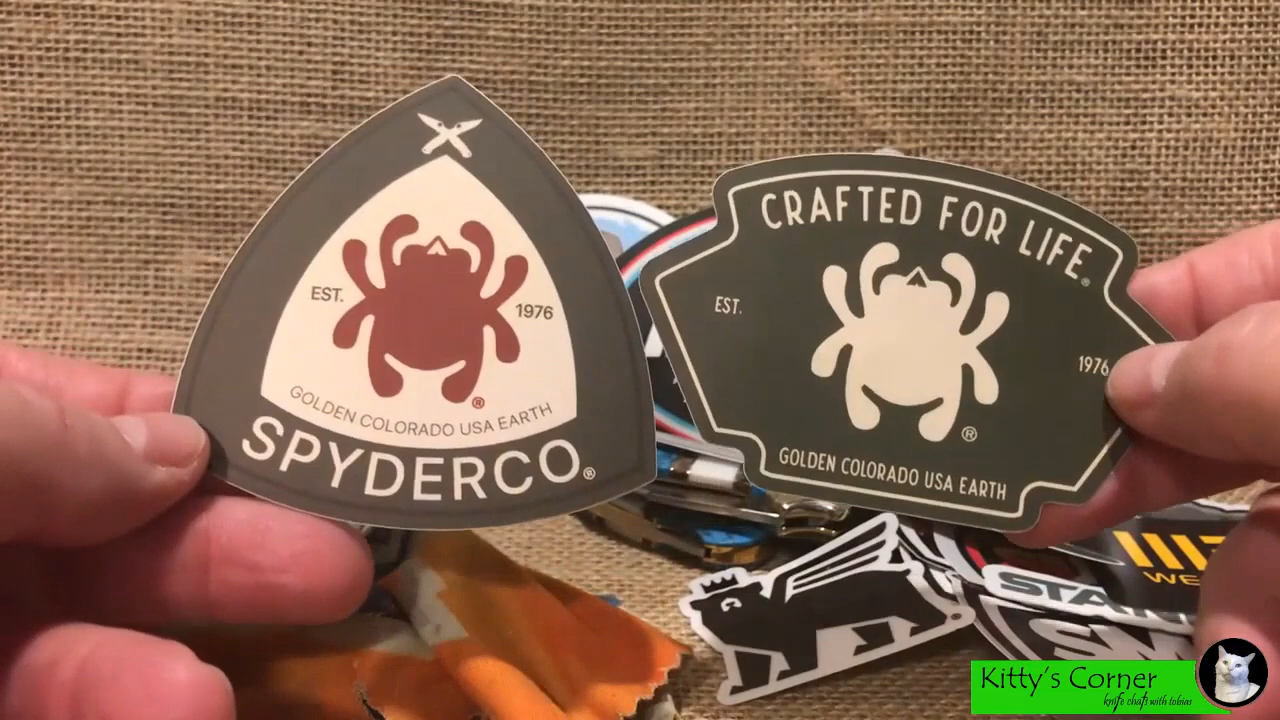 EST. 1976
®
GOLDEN COLORADO USA EARTH
SPYDERCO®
CRAFTED FOR LIFE®
EST. 1976
®
GOLDEN COLORADO USA EARTH
Kitty's Corner
knife chats with tobias